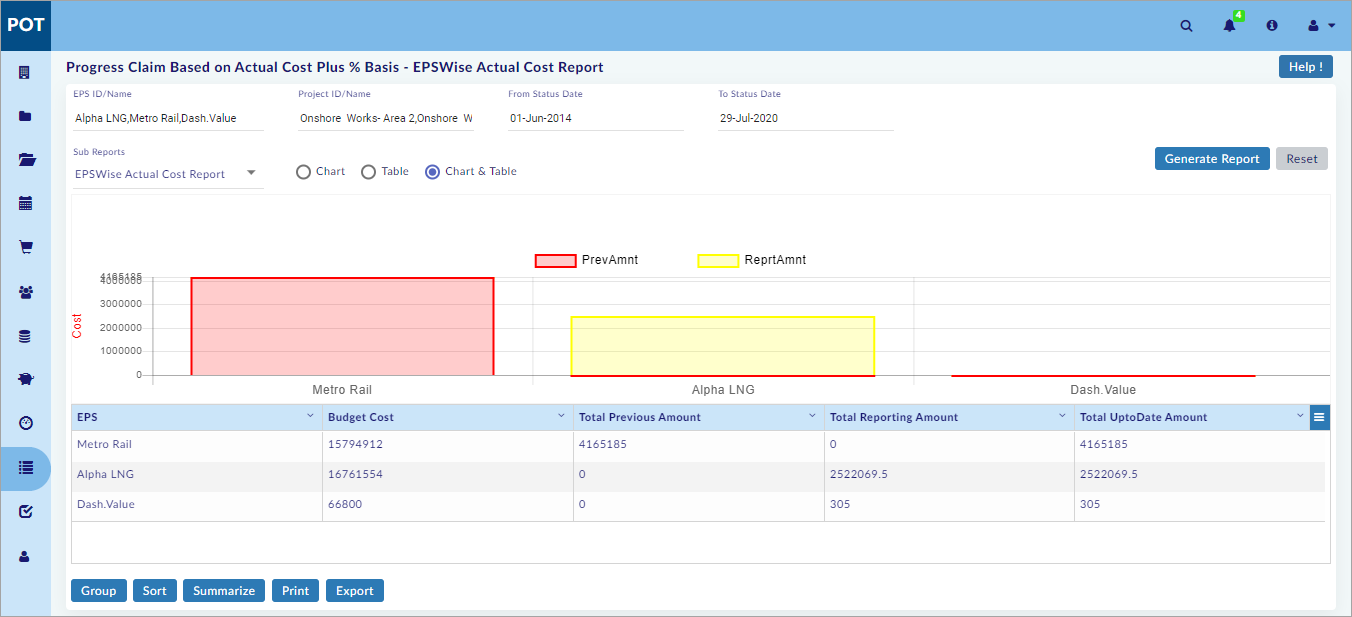 POT
4
Progress Claim Based on Actual Cost Plus % Basis - EPSWise Actual Cost Report
Help !
EPS ID/Name Project ID/Name From Status Date To Status Date
Alpha LNG,Metro Rail,Dash.Value Onshore Works- Area 2,Onshore W 01-Jun-2014 29-Jul-2020
Sub Reports
EPSWise Actual Cost Report Chart Table Chart & Table
Generate Report Reset
PrevAmnt ReprtAmnt
4165185
4000000
3000000
2000000
1000000
0
Cost
Metro Rail Alpha LNG Dash.Value
EPS Budget Cost Total Previous Amount Total Reporting Amount Total UptoDate Amount
Metro Rail 15794912 4165185 0 4165185
Alpha LNG 16761554 0 2522069.5 2522069.5
Dash.Value 66800 0 305 305
Group Sort Summarize Print Export